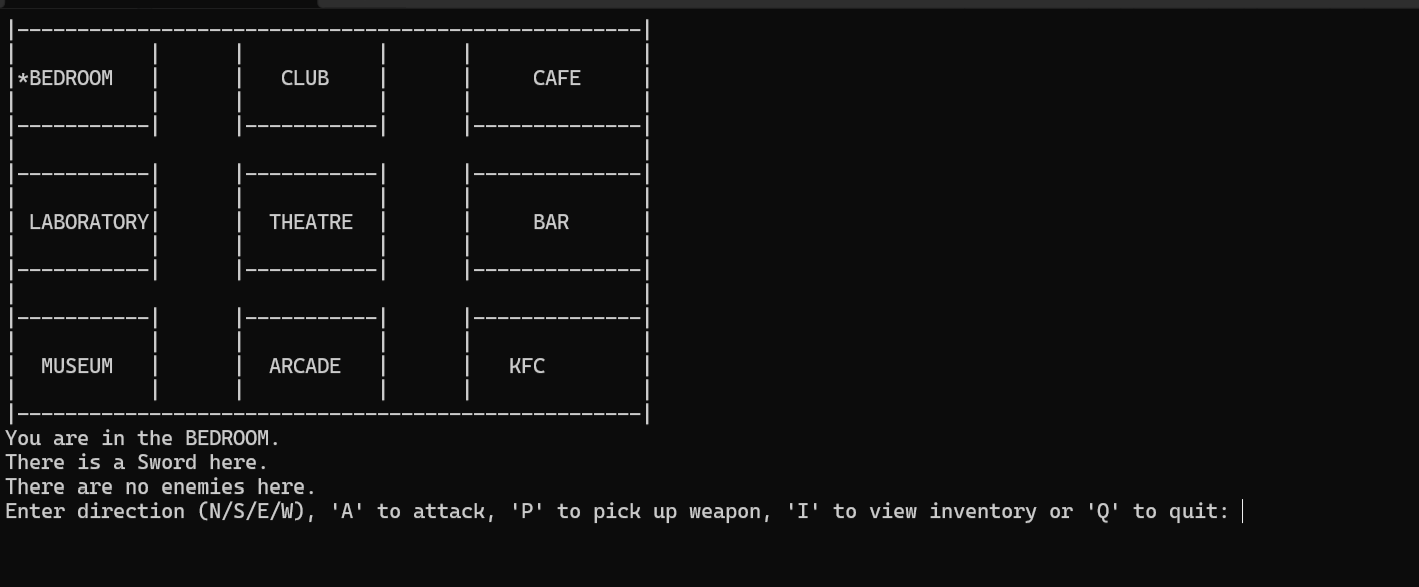 *BEDROOM CLUB CAFE
LABORATORY THEATRE BAR
MUSEUM ARCADE KFC
You are in the BEDROOM.
There is a Sword here.
There are no enemies here.
Enter direction (N/S/E/W), 'A' to attack, 'P' to pick up weapon, 'I' to view inventory or 'Q' to quit: